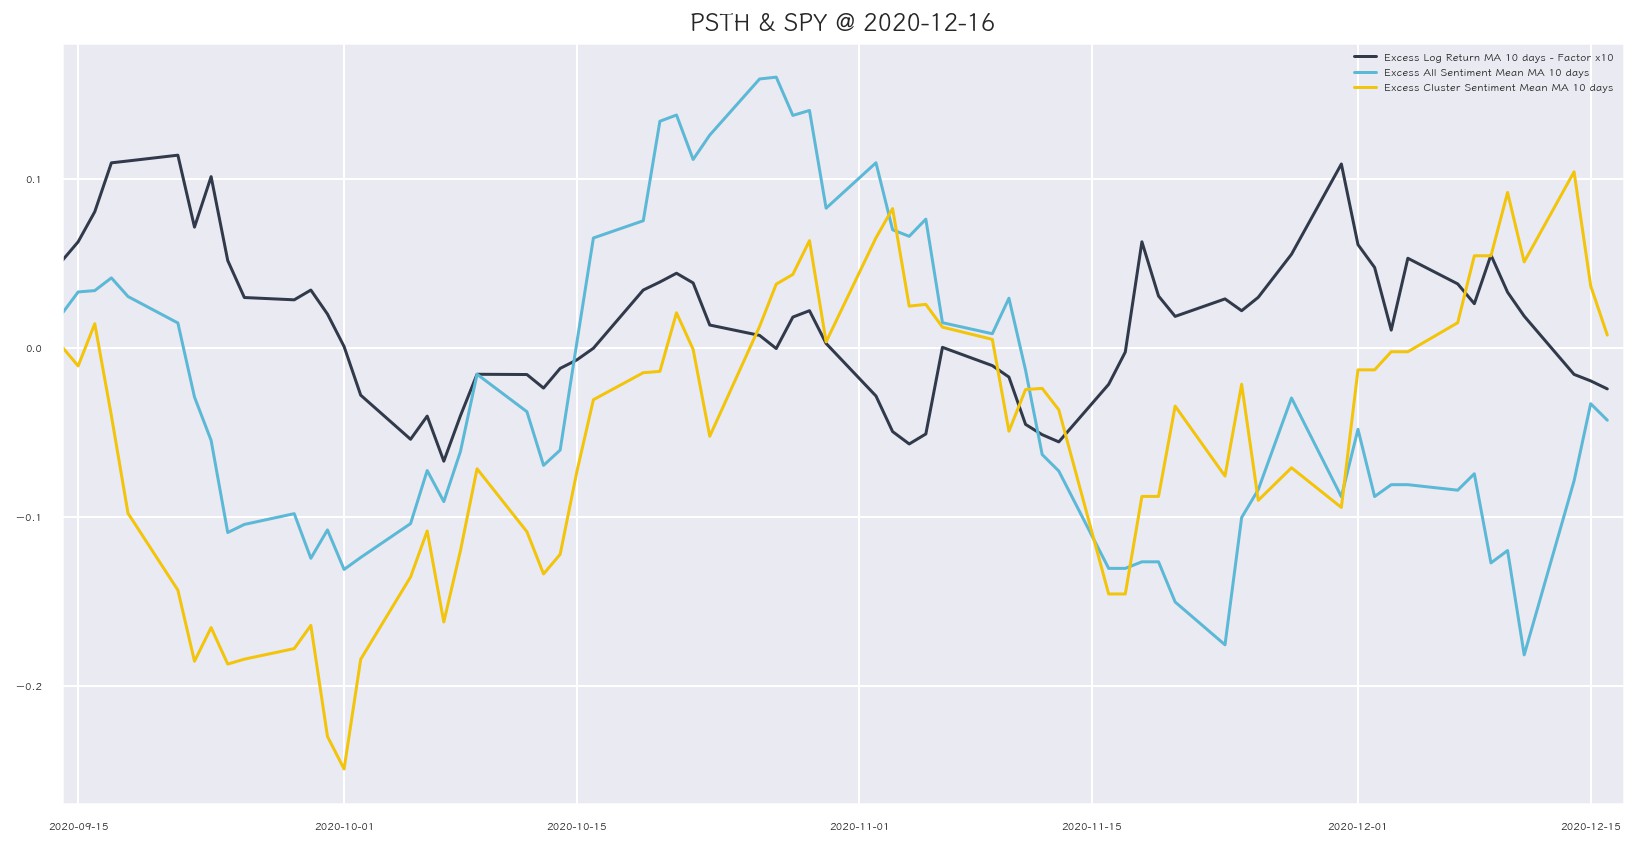 PSTH & SPY @ 2020-12-16
Excess Log Return MA 10 days - Factor x10
Excess All Sentiment Mean MA 10 days
Excess Cluster Sentiment Mean MA 10 days
0.1
0.0
−0.1
−0.2
2020-09-15 2020-10-01 2020-10-15 2020-11-01 2020-11-15 2020-12-01 2020-12-15